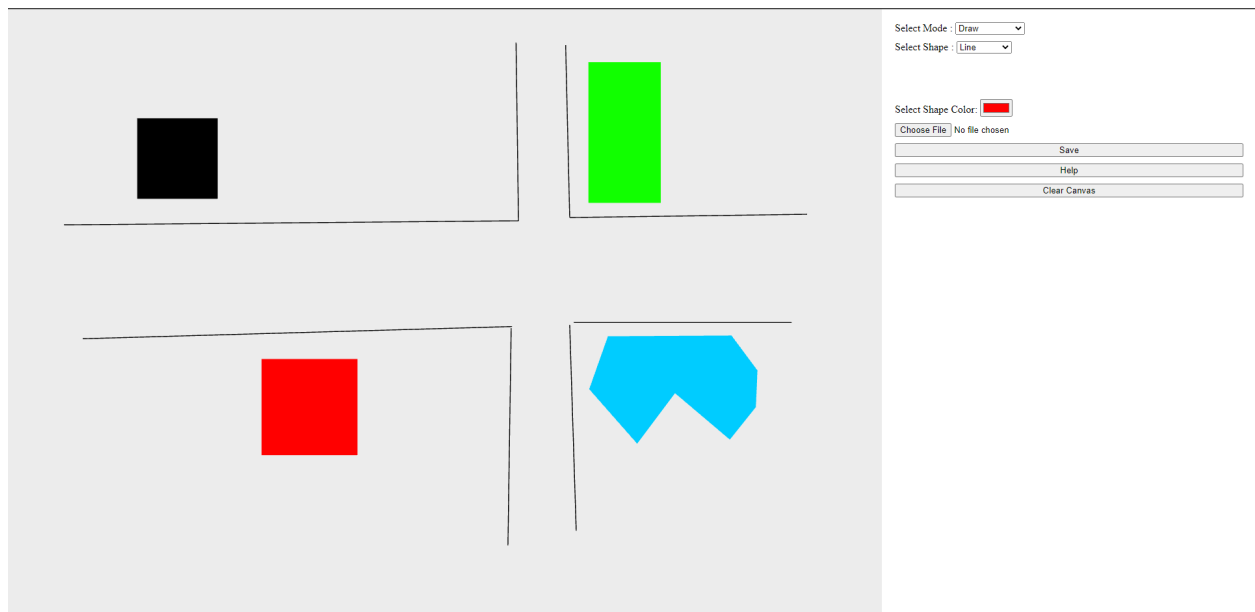 Select Mode : Draw
Select Shape : Line
Select Shape Color:
Choose File No file chosen
Save
Help
Clear Canvas